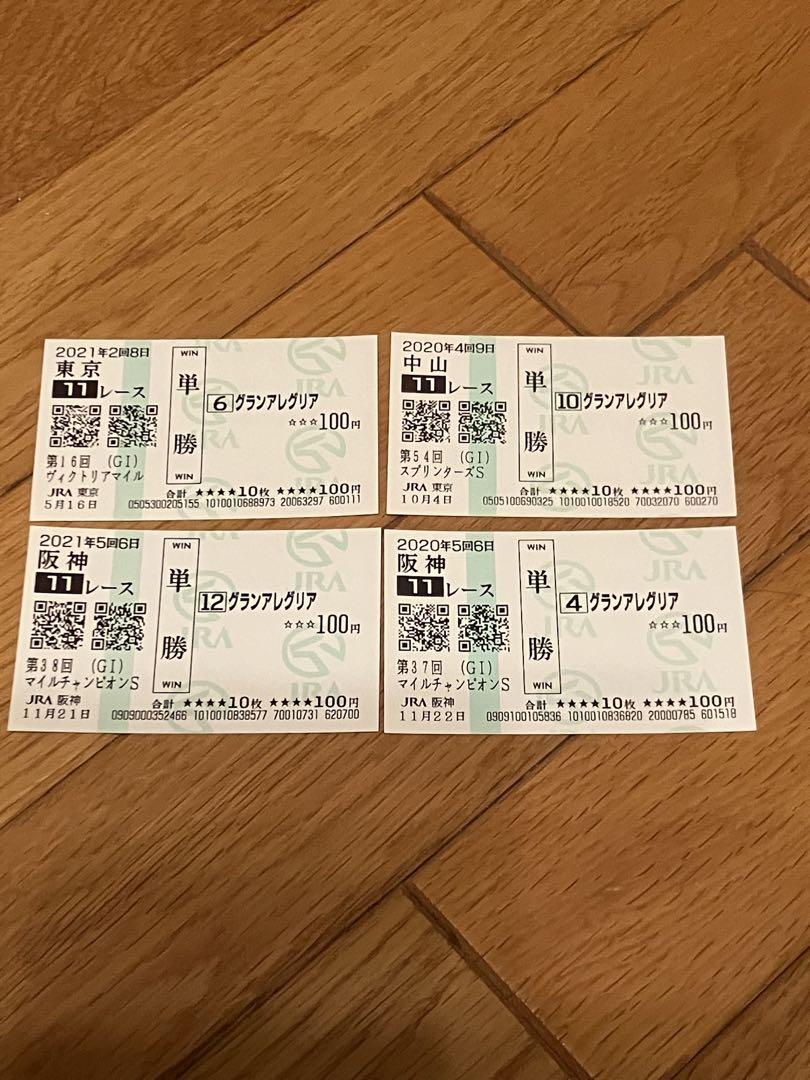 2021年2回8日
東京
11レース
第16回 (GI)
ヴィクトリアマイル
JRA 東京
5月16日
WIN
単勝
WIN
6 グランアレグリア
☆☆☆100円
合計 ★★★★10枚 ★★★★100円
0505300205155 1010010688973 20063297 600111
JRA
2020年4回9日
中山
11レース
第54回 (GI)
スプリンターズS
JRA 東京
10月4日
WIN
単勝
WIN
10 グランアレグリア
☆☆☆100円
合計 ★★★★10枚 ★★★★100円
0505100690325 1010010018520 70032070 600270
JRA
2021年5回6日
阪神
11レース
第38回 (GI)
マイルチャンピオンS
JRA 阪神
11月21日
WIN
単勝
WIN
12 グランアレグリア
☆☆☆100円
合計 ★★★★10枚 ★★★★100円
0909000352466 1010010838577 70010731 620700
JRA
2020年5回6日
阪神
11レース
第37回 (GI)
マイルチャンピオンS
JRA 阪神
11月22日
WIN
単勝
WIN
4 グランアレグリア
☆☆☆100円
合計 ★★★★10枚 ★★★★100円
0909100105836 1010010836820 20000785 601518
JRA